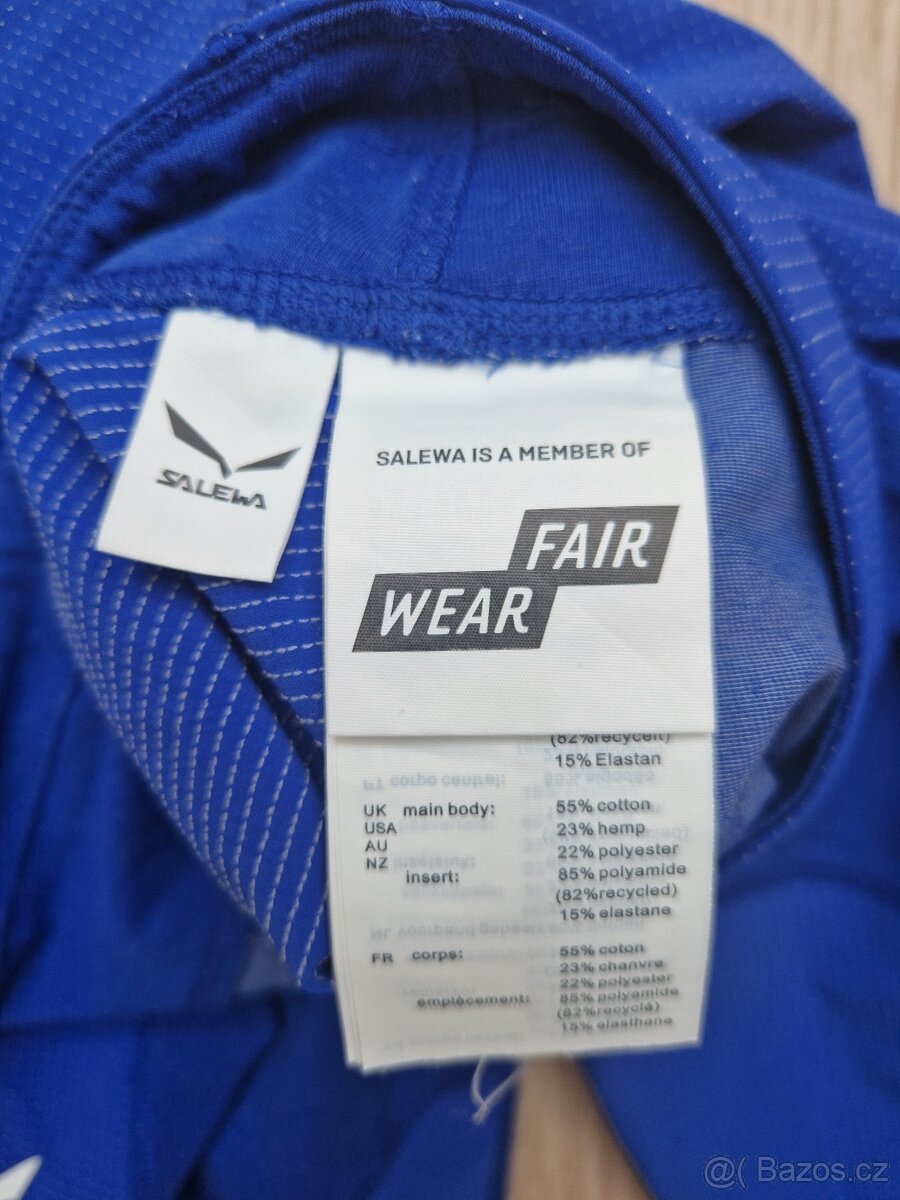 SALEWA
SALEWA IS A MEMBER OF
FAIR
WEAR
15% Elastan
UK main body: 55% cotton
USA 23% hemp
AU 22% polyester
NZ insert: 85% polyamide
(82%recycled)
15% elastane
FR corps: 55% coton
23% chanvre
22% polyester
emplècement: 85% polyamide
(82%recyclé)
15% elasthane
@( Bazos.cz